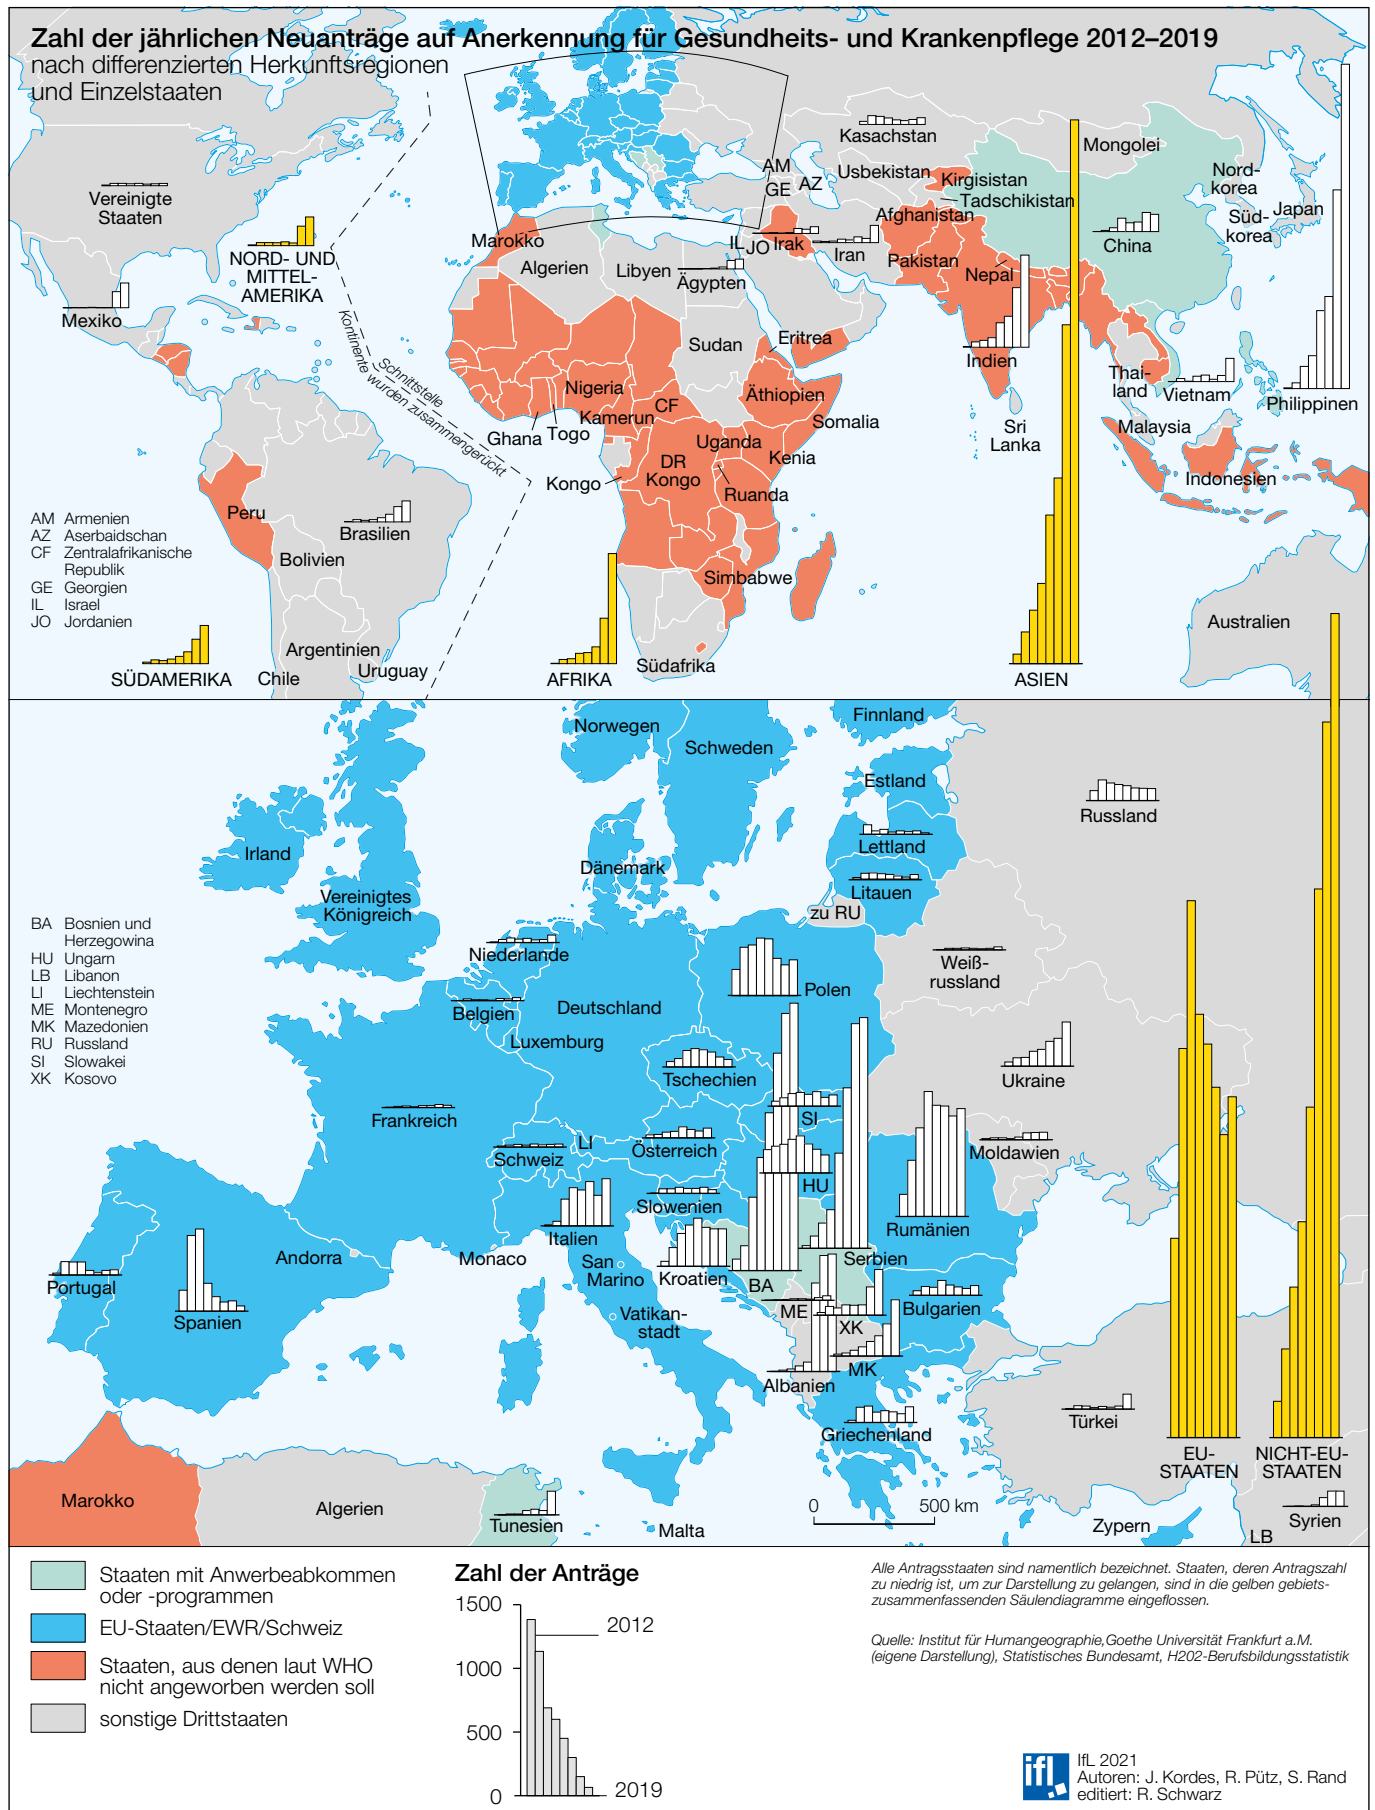 Zahl der jährlichen Neuanträge auf Anerkennung für Gesundheits- und Krankenpflege 2012–2019
nach differenzierten Herkunftsregionen
und Einzelstaaten
Vereinigte
Staaten
NORD- UND
MITTEL-
AMERIKA
Mexiko
Kontinente wurden zusammengerückt
Schnittstelle
Peru
Brasilien
Bolivien
Argentinien
Chile
Uruguay
SÜDAMERIKA
AM Armenien
AZ Aserbaidschan
CF Zentralafrikanische
Republik
GE Georgien
IL Israel
JO Jordanien
Marokko
Algerien
Libyen
Ägypten
Sudan
Eritrea
Nigeria
Äthiopien
Kamerun
CF
Somalia
Ghana
Togo
Uganda
Kenia
DR
Kongo
Kongo
Ruanda
Simbabwe
Südafrika
AFRIKA
Kasachstan
Mongolei
AM
GE
AZ
Usbekistan
Kirgisistan
Tadschikistan
Afghanistan
Nord-
korea
Süd-
korea
Japan
IL
JO
Irak
Iran
China
Pakistan
Nepal
Indien
Thai-
land
Vietnam
Philippinen
Sri
Lanka
Malaysia
Indonesien
Australien
ASIEN
Norwegen
Schweden
Finnland
Estland
Russland
Lettland
Litauen
zu RU
Irland
Vereinigtes
Königreich
Dänemark
Niederlande
Weiß-
russland
Belgien
Deutschland
Polen
Luxemburg
Tschechien
Ukraine
Frankreich
SI
Schweiz
LI
Österreich
Moldawien
HU
Slowenien
Rumänien
Italien
Andorra
Monaco
San
Marino
Kroatien
Serbien
BA
Portugal
Spanien
Vatikan-
stadt
ME
XK
Bulgarien
MK
Albanien
Griechenland
Türkei
EU-
STAATEN
NICHT-EU-
STAATEN
Marokko
Algerien
Tunesien
Malta
0 500 km
Zypern
LB
Syrien
BA Bosnien und
Herzegowina
HU Ungarn
LB Libanon
LI Liechtenstein
ME Montenegro
MK Mazedonien
RU Russland
SI Slowakei
XK Kosovo
Staaten mit Anwerbeabkommen
oder -programmen
EU-Staaten/EWR/Schweiz
Staaten, aus denen laut WHO
nicht angeworben werden soll
sonstige Drittstaaten
Zahl der Anträge
1500
1000
500
0
2012
2019
Alle Antragsstaaten sind namentlich bezeichnet. Staaten, deren Antragszahl
zu niedrig ist, um zur Darstellung zu gelangen, sind in die gelben gebiets-
zusammenfassenden Säulendiagramme eingeflossen.
Quelle: Institut für Humangeographie,Goethe Universität Frankfurt a.M.
(eigene Darstellung), Statistisches Bundesamt, H202-Berufsbildungsstatistik
ifl
IfL 2021
Autoren: J. Kordes, R. Pütz, S. Rand
editiert: R. Schwarz